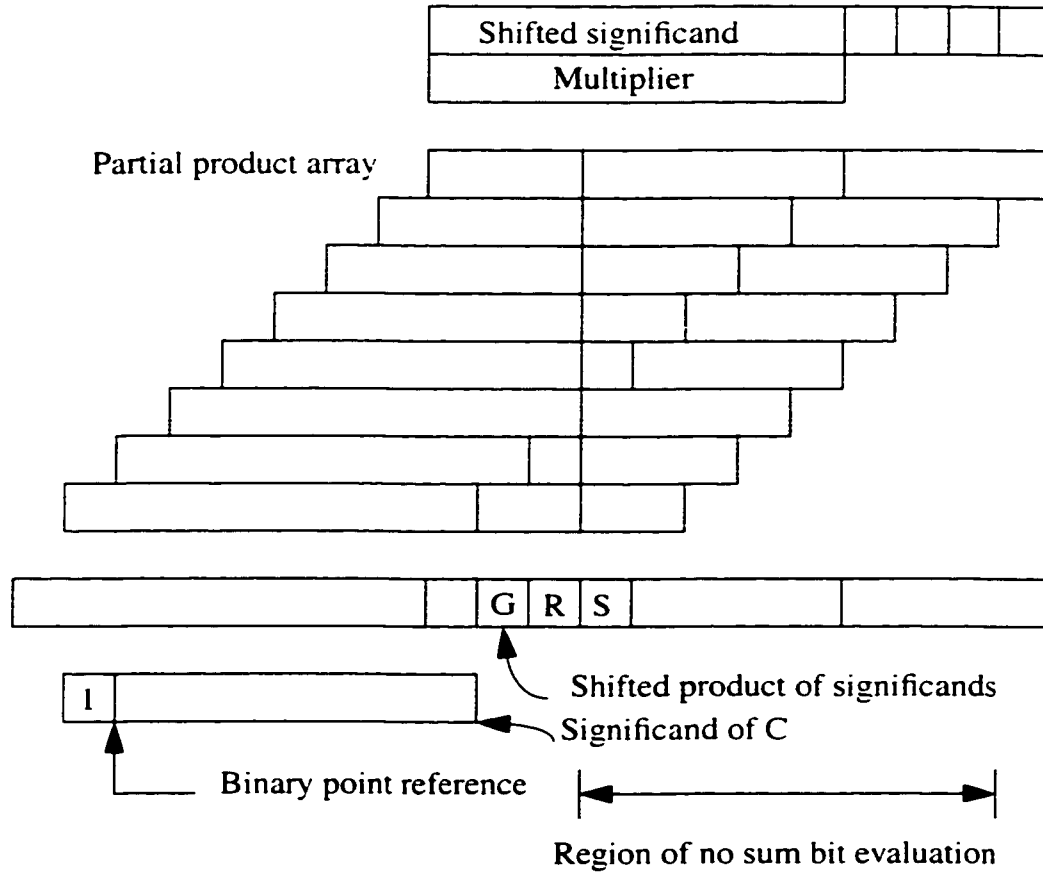 Shifted significand
Multiplier
Partial product array
G R S
Shifted product of significands
1
Significand of C
Binary point reference
Region of no sum bit evaluation